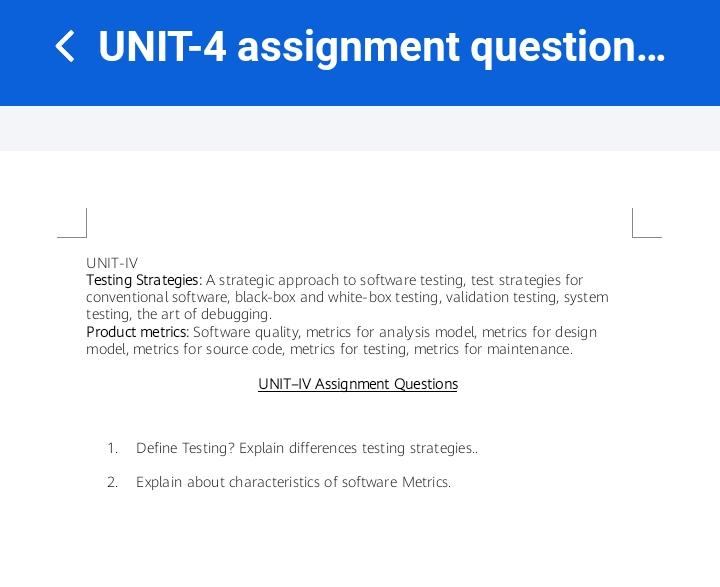 UNIT-4 assignment question...
UNIT-IV
Testing Strategies: A strategic approach to software testing, test strategies for
conventional software, black-box and white-box testing, validation testing, system
testing, the art of debugging.
Product metrics: Software quality, metrics for analysis model, metrics for design
model, metrics for source code, metrics for testing, metrics for maintenance.
UNIT–IV Assignment Questions
1. Define Testing? Explain differences testing strategies..
2. Explain about characteristics of software Metrics.